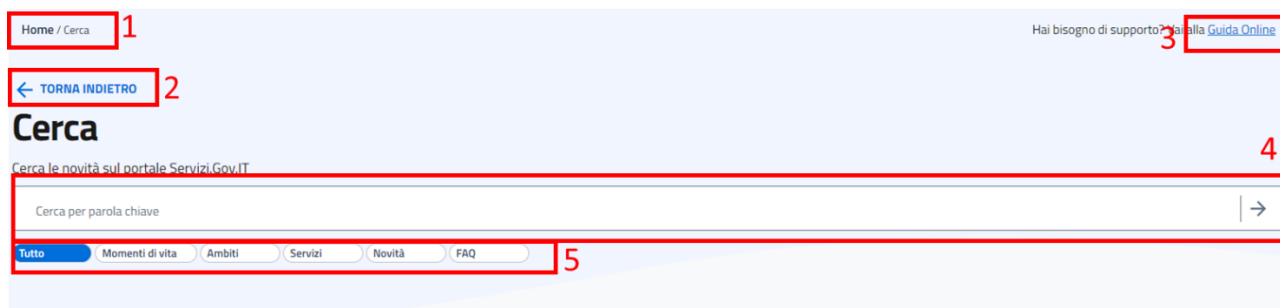 Home / Cerca 1
Hai bisogno di supporto? Vai alla Guida Online
3
← TORNA INDIETRO 2
Cerca
Cerca le novità sul portale Servizi.Gov.IT
4
Cerca per parola chiave →
Tutto Momenti di vita Ambiti Servizi Novità FAQ 5